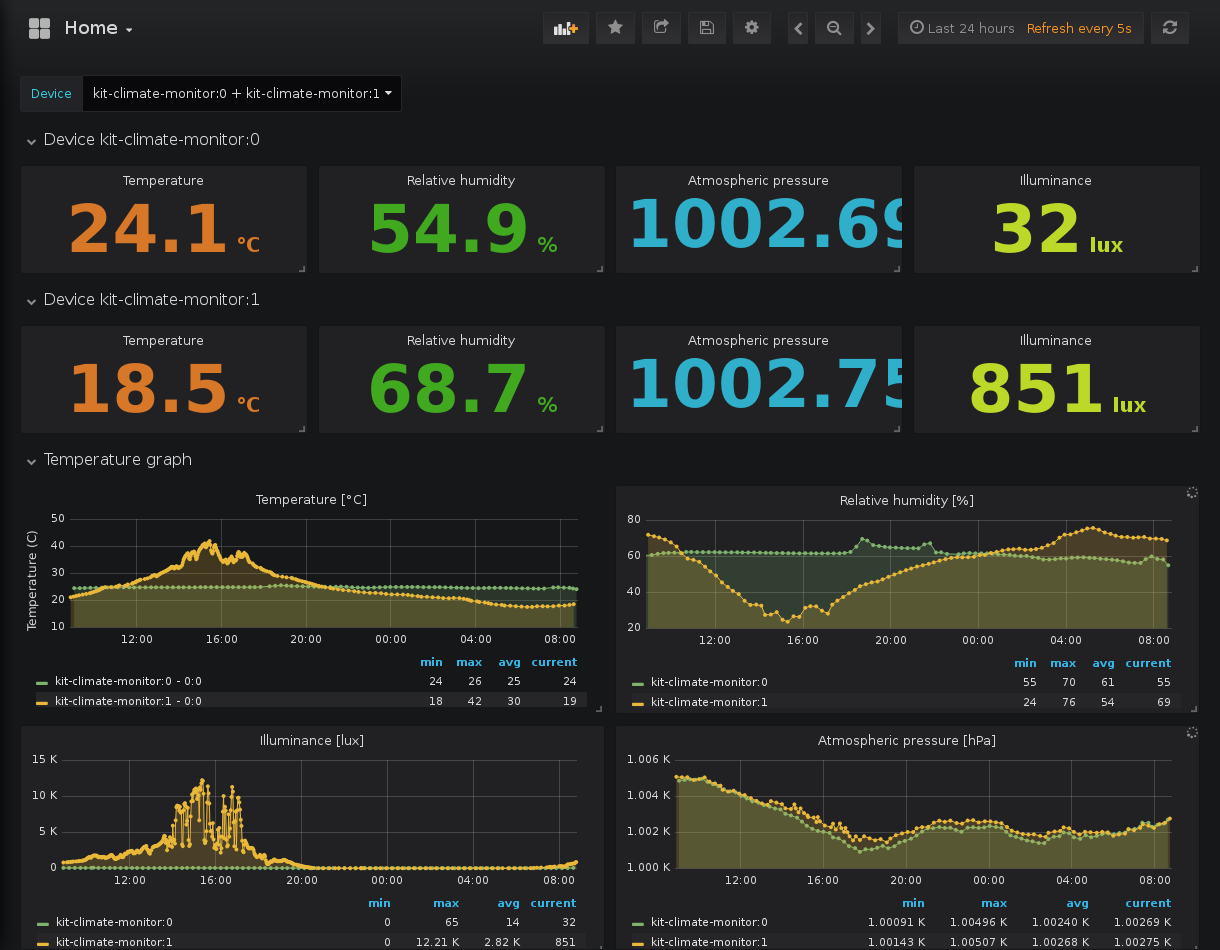 Home
Last 24 hours Refresh every 5s
Device kit-climate-monitor:0 + kit-climate-monitor:1
Device kit-climate-monitor:0
Temperature Relative humidity Atmospheric pressure Illuminance
24.1 °C 54.9 % 1002.69 32 lux
Device kit-climate-monitor:1
Temperature Relative humidity Atmospheric pressure Illuminance
18.5 °C 68.7 % 1002.75 851 lux
Temperature graph
Temperature [°C]
Temperature (C)
50
40
30
20
10
12:00 16:00 20:00 00:00 04:00 08:00
min max avg current
kit-climate-monitor:0 - 0:0 24 26 25 24
kit-climate-monitor:1 - 0:0 18 42 30 19
Relative humidity [%]
80
60
40
20
12:00 16:00 20:00 00:00 04:00 08:00
min max avg current
kit-climate-monitor:0 55 70 61 55
kit-climate-monitor:1 24 76 54 69
Illuminance [lux]
15 K
10 K
5 K
0
12:00 16:00 20:00 00:00 04:00 08:00
min max avg current
kit-climate-monitor:0 0 65 14 32
kit-climate-monitor:1 0 12.21 K 2.82 K 851
Atmospheric pressure [hPa]
1.006 K
1.004 K
1.002 K
1.000 K
12:00 16:00 20:00 00:00 04:00 08:00
min max avg current
kit-climate-monitor:0 1.00091 K 1.00496 K 1.00240 K 1.00269 K
kit-climate-monitor:1 1.00143 K 1.00507 K 1.00268 K 1.00275 K